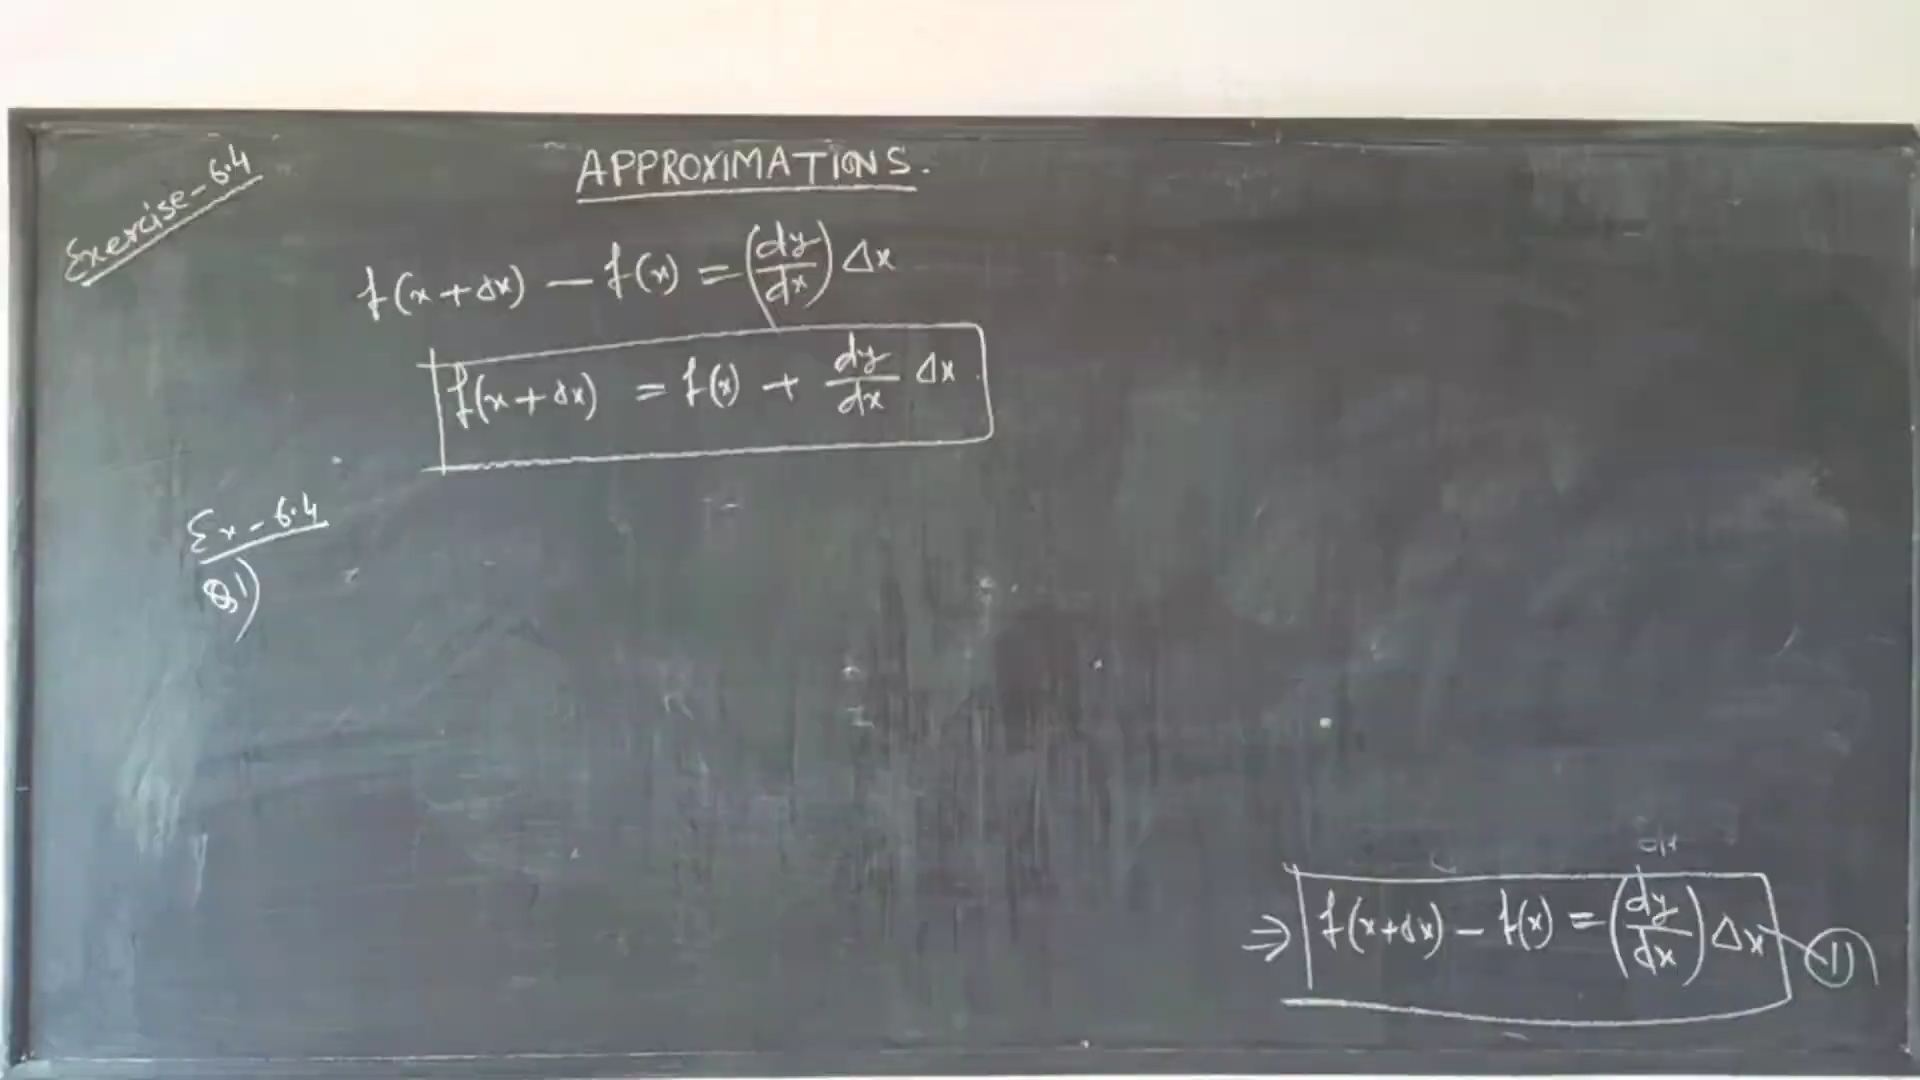 Exercise - 6.4
APPROXIMATIONS.
f(x+Δx) - f(x) = (dy/dx) Δx
f(x+Δx) = f(x) + dy/dx Δx
Ex - 6.4
Q1)
⇒ f(x+Δx) - f(x) = (dy/dx) Δx - ①